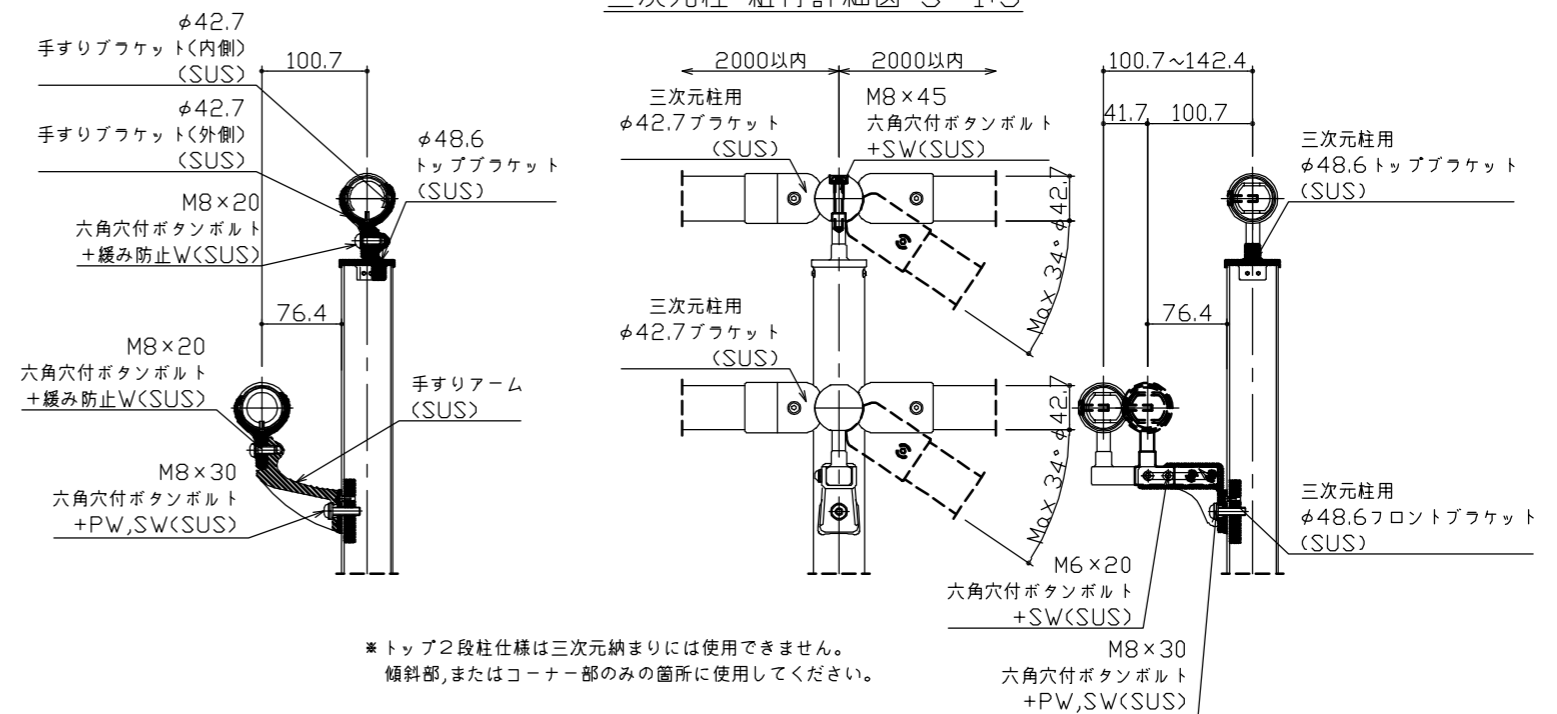 φ42.7
手すりブラケット(内側)
(SUS)
100.7
φ42.7
手すりブラケット(外側)
(SUS)
φ48.6
トップブラケット
(SUS)
M8×20
六角穴付ボタンボルト
+緩み防止W(SUS)
76.4
M8×20
六角穴付ボタンボルト
+緩み防止W(SUS)
手すりアーム
(SUS)
M8×30
六角穴付ボタンボルト
+PW,SW(SUS)
2000以内
2000以内
三次元柱用
φ42.7ブラケット
(SUS)
M8×45
六角穴付ボタンボルト
+SW(SUS)
φ42.7
Max 34°
三次元柱用
φ42.7ブラケット
(SUS)
φ42.7
Max 34°
100.7~142.4
41.7
100.7
三次元柱用
φ48.6トップブラケット
(SUS)
76.4
三次元柱用
φ48.6フロントブラケット
(SUS)
M6×20
六角穴付ボタンボルト
+SW(SUS)
M8×30
六角穴付ボタンボルト
+PW,SW(SUS)
※トップ2段柱仕様は三次元納まりには使用できません。
傾斜部,またはコーナー部のみの箇所に使用してください。